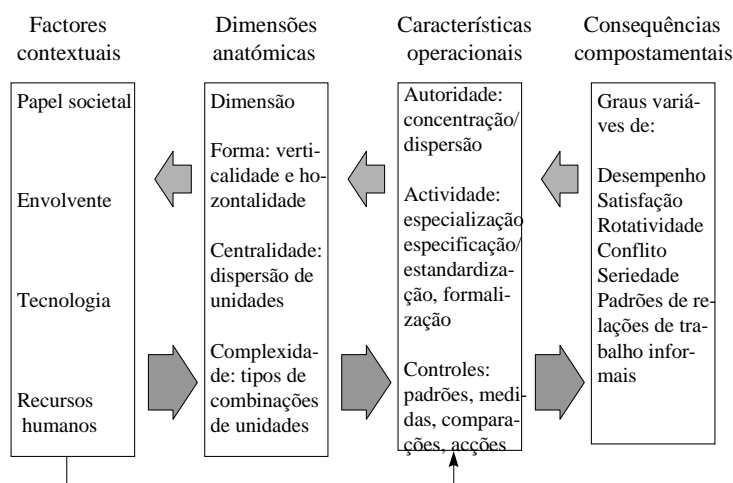 Factores
contextuais
Papel societal
Envolvente
Tecnologia
Recursos
humanos
Dimensões
anatómicas
Dimensão
Forma: verti-
calidade e ho-
zontalidade
Centralidade:
dispersão de
unidades
Complexida-
de: tipos de
combinações
de unidades
Características
operacionais
Autoridade:
concentração/
dispersão
Actividade:
especialização
especificação/
estandardiza-
ção, formali-
zação
Controles:
padrões, medi-
das, compara-
ções, acções
Consequências
compostamentais
Graus variá-
ves de:
Desempenho
Satisfação
Rotatividade
Conflito
Seriedade
Padrões de re-
lações de tra-
balho infor-
mais